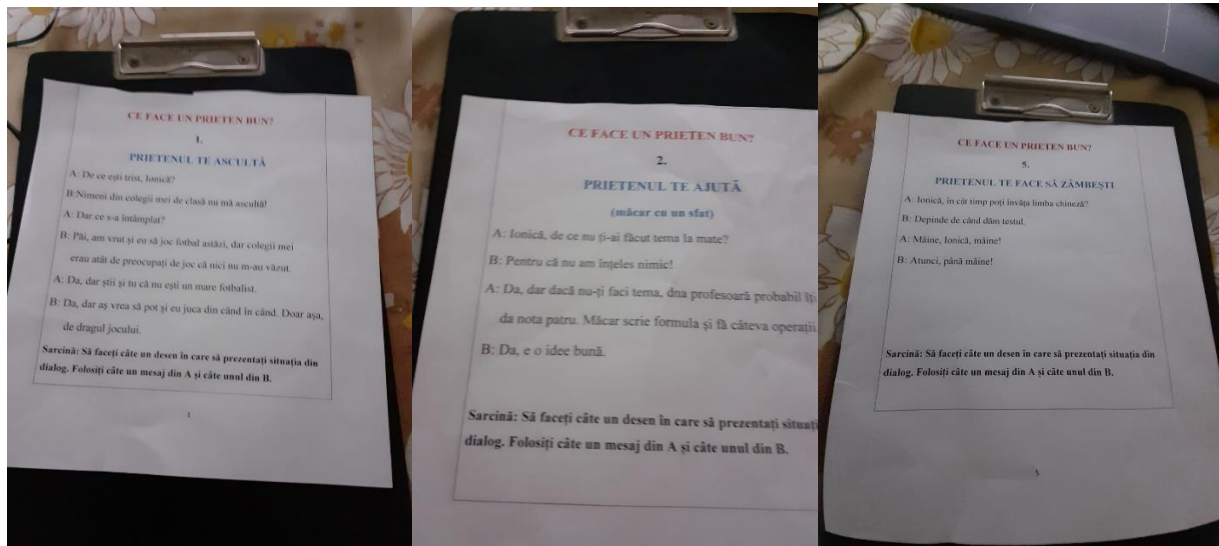 CE FACE UN PRIETEN BUN?
1.
PRIETENUL TE ASCULTĂ
A: De ce ești trist, Ionică?
B:Nimeni din colegii mei de clasă nu mă ascultă!
A: Dar ce s-a întâmplat?
B: Păi, am vrut și eu să joc fotbal astăzi, dar colegii mei
erau atât de preocupați de joc că nici nu m-au văzut.
A: Da, dar știi și tu că nu ești un mare fotbalist.
B: Da, dar aș vrea să pot și eu juca din când în când. Doar așa,
de dragul jocului.
Sarcină: Să faceți câte un desen în care să prezentați situația din
dialog. Folosiți câte un mesaj din A și câte unul din B.
1
CE FACE UN PRIETEN BUN?
2.
PRIETENUL TE AJUTĂ
(măcar cu un sfat)
A: Ionică, de ce nu ți-ai făcut tema la mate?
B: Pentru că nu am înțeles nimic!
A: Da, dar dacă nu-ți faci tema, dna profesoară probabil îți
da nota patru. Măcar scrie formula și fă câteva operații.
B: Da, e o idee bună.
Sarcină: Să faceți câte un desen în care să prezentați situați
dialog. Folosiți câte un mesaj din A și câte unul din B.
CE FACE UN PRIETEN BUN?
5.
PRIETENUL TE FACE SĂ ZÂMBEȘTI
A: Ionică, în cât timp poți învăța limba chineză?
B: Depinde de când dăm testul.
A: Mâine, Ionică, mâine!
B: Atunci, până mâine!
Sarcină: Să faceți câte un desen în care să prezentați situația din
dialog. Folosiți câte un mesaj din A și câte unul din B.
5